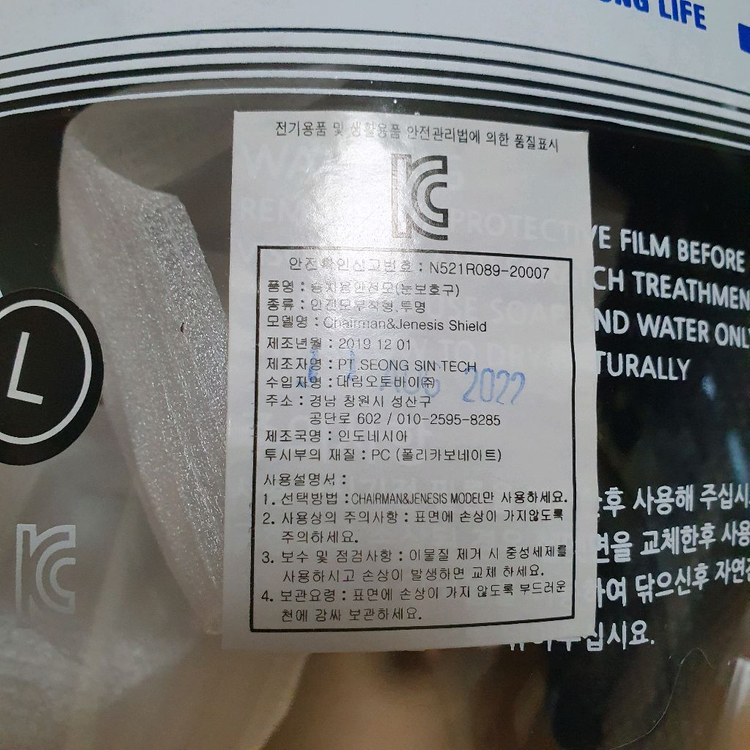 LIFE
전기용품 및 생활용품 안전관리법에 의한 품질표시
안전확인신고번호 : N521R089-20007
품명 : 승차용안전모(눈보호구)
종류 : 안전모부착형,투명
모델명 : Chairman&Jenesis Shield
제조년월 : 2019 12 01
제조자명 : PT.SEONG SIN TECH
수입자명 : 대림오토바이㈜
AUG 2022
주소 : 경남 창원시 성산구
공단로 602 / 010-2595-8285
제조국명 : 인도네시아
투시부의 재질 : PC (폴리카보네이트)
사용설명서 :
1. 선택방법 : CHAIRMAN&JENESIS MODEL만 사용하세요.
2. 사용상의 주의사항 : 표면에 손상이 가지않도록
주의하세요.
3. 보수 및 점검사항 : 이물질 제거 시 중성세제를
사용하시고 손상이 발생하면 교체 하세요.
4. 보관요령 : 표면에 손상이 가지 않도록 부드러운
천에 감싸 보관하세요.
L
PROTECTIVE FILM BEFORE
TREATMEN
ND WATER ONL
TURALLY
후 사용해 주십시
면을 교체한후 사용
여 닦으신후 자연
십시요.